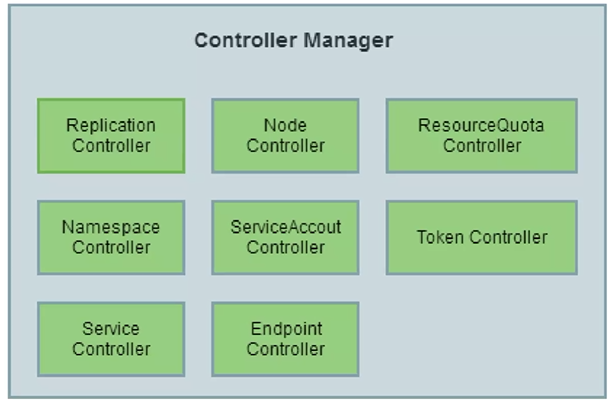 Controller Manager
Replication
Controller
Node
Controller
ResourceQuota
Controller
Namespace
Controller
ServiceAccout
Controller
Token Controller
Service
Controller
Endpoint
Controller